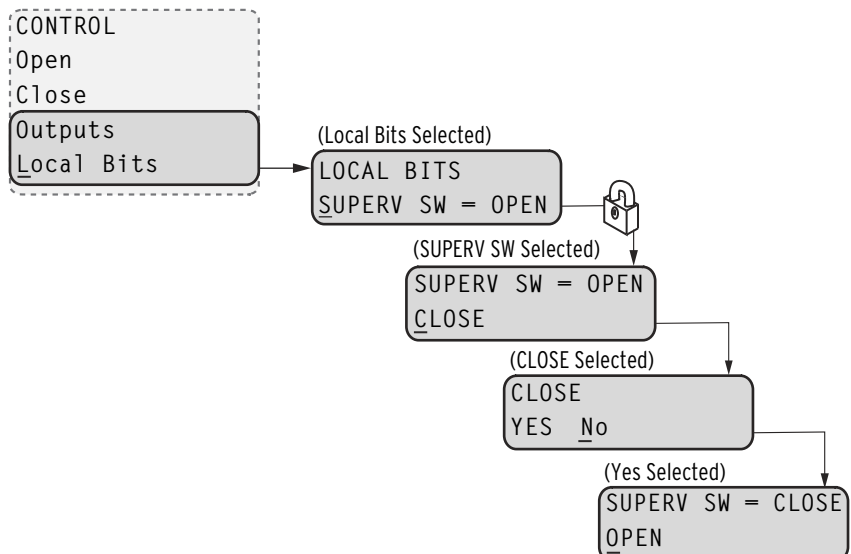 CONTROL
Open
Close
Outputs
Local Bits
(Local Bits Selected)
LOCAL BITS
SUPERV SW = OPEN
(SUPERV SW Selected)
SUPERV SW = OPEN
CLOSE
(CLOSE Selected)
CLOSE
YES No
(Yes Selected)
SUPERV SW = CLOSE
OPEN